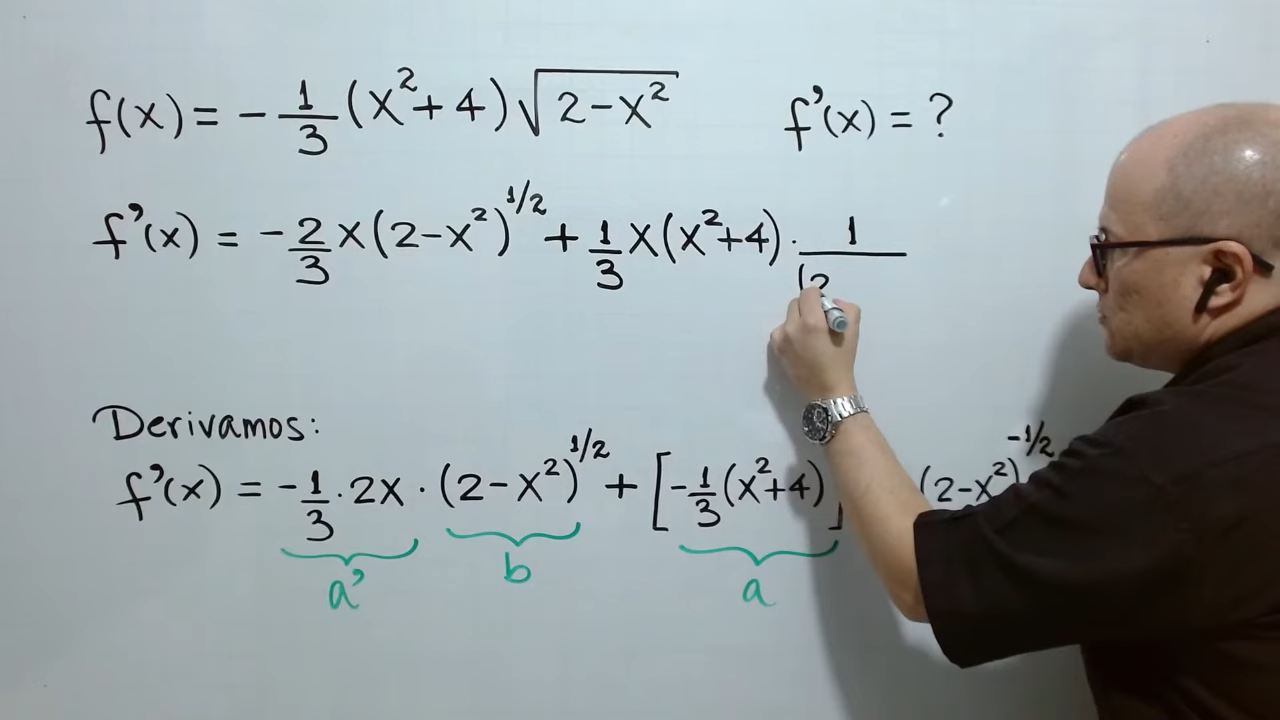 f(x) = - 1/3 (x² + 4) √(2 - x²)    f'(x) = ?
f'(x) = - 2/3 x (2 - x²)^1/2 + 1/3 x (x² + 4) · 1/(2
Derivamos:
f'(x) = - 1/3 · 2x · (2 - x²)^1/2 + [- 1/3 (x² + 4)] (2 - x²)^-1/2
a' b a